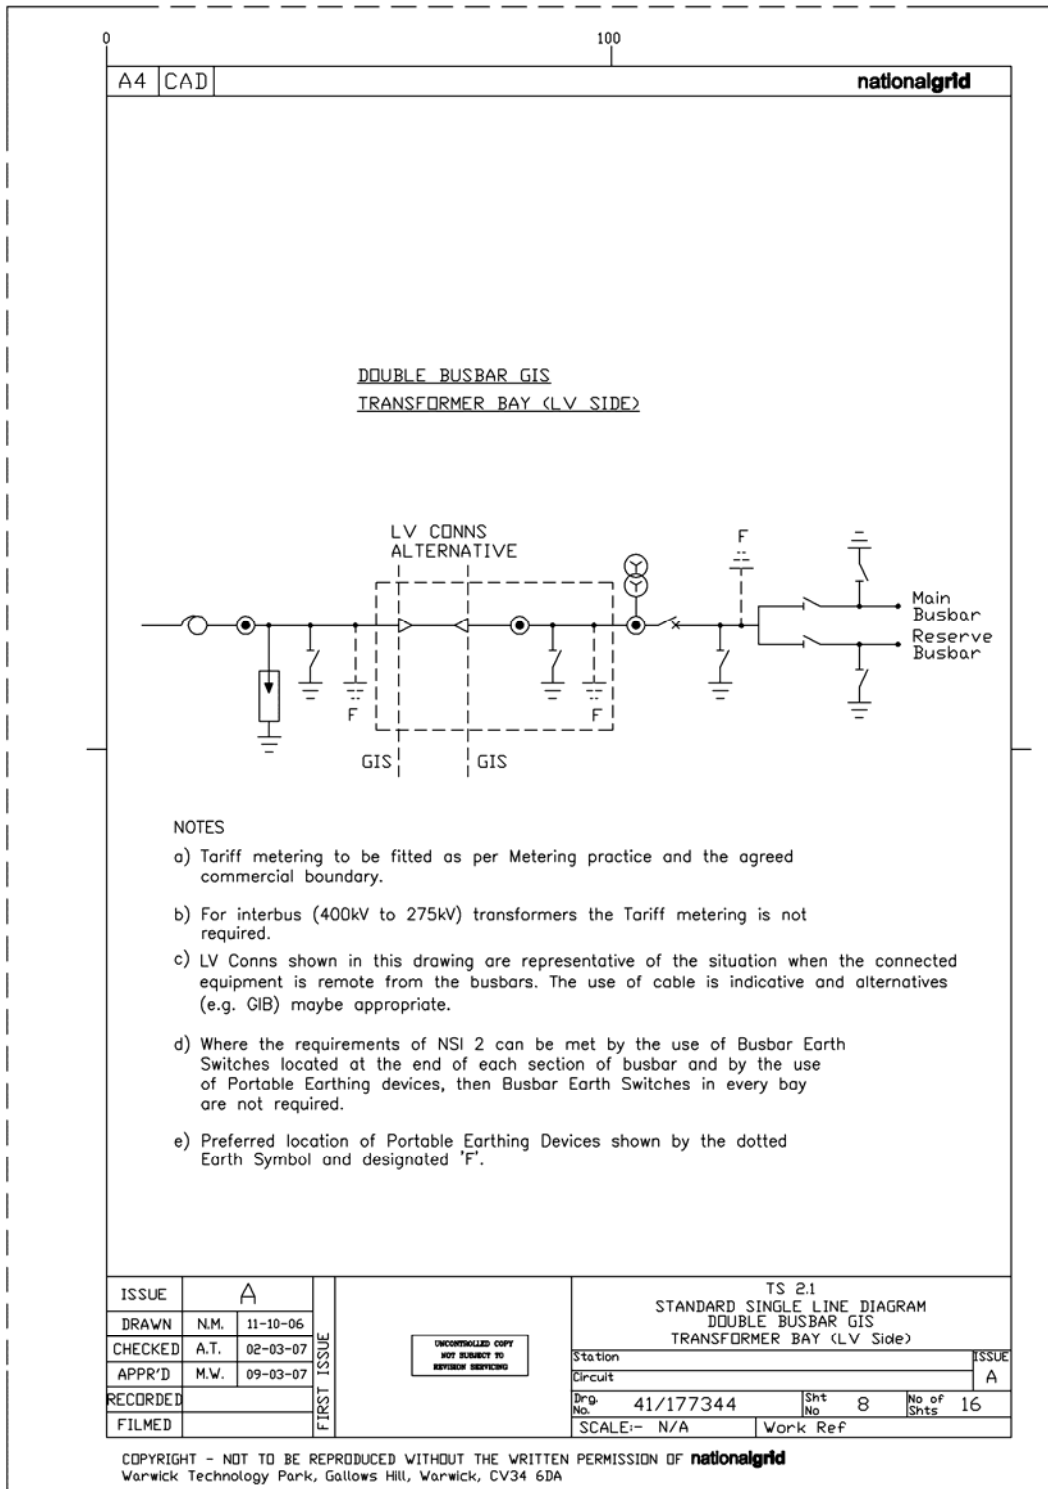 0
100
A4 CAD
nationalgrid
DOUBLE BUSBAR GIS
TRANSFORMER BAY (LV SIDE)
LV CONNS
ALTERNATIVE
F
Y
Y
Main
Busbar
Reserve
Busbar
F
F
GIS
GIS
NOTES
a) Tariff metering to be fitted as per Metering practice and the agreed
commercial boundary.
b) For interbus (400kV to 275kV) transformers the Tariff metering is not
required.
c) LV Conns shown in this drawing are representative of the situation when the connected
equipment is remote from the busbars. The use of cable is indicative and alternatives
(e.g. GIB) maybe appropriate.
d) Where the requirements of NSI 2 can be met by the use of Busbar Earth
Switches located at the end of each section of busbar and by the use
of Portable Earthing devices, then Busbar Earth Switches in every bay
are not required.
e) Preferred location of Portable Earthing Devices shown by the dotted
Earth Symbol and designated 'F'.
ISSUE A
DRAWN N.M. 11-10-06
CHECKED A.T. 02-03-07
APPR'D M.W. 09-03-07
RECORDED
FILMED
FIRST ISSUE
UNCONTROLLED COPY
NOT SUBJECT TO
REVISION SERVICING
TS 2.1
STANDARD SINGLE LINE DIAGRAM
DOUBLE BUSBAR GIS
TRANSFORMER BAY (LV Side)
Station
ISSUE
Circuit
A
Drg. No. 41/177344 Sht No 8 No of Shts 16
SCALE:- N/A Work Ref
COPYRIGHT - NOT TO BE REPRODUCED WITHOUT THE WRITTEN PERMISSION OF nationalgrid
Warwick Technology Park, Gallows Hill, Warwick, CV34 6DA